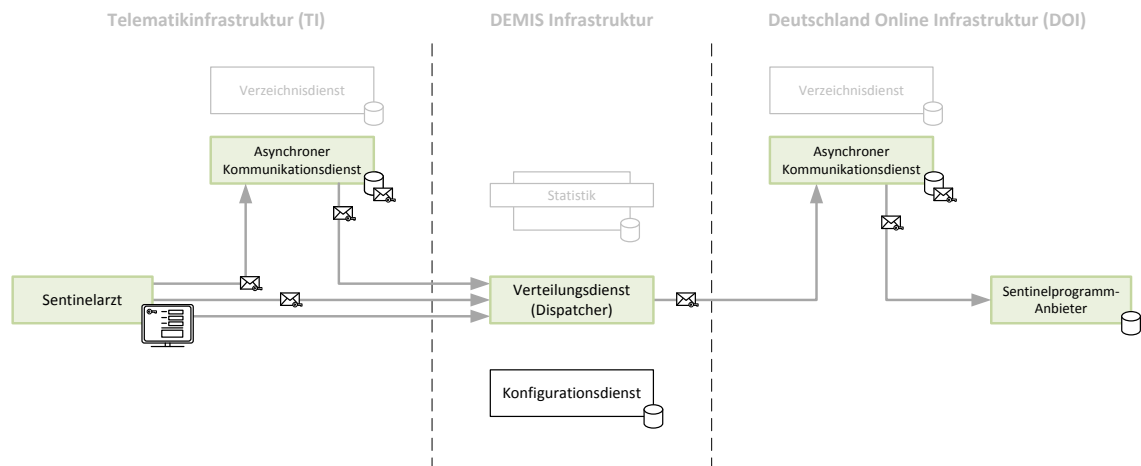 Telematikinfrastruktur (TI)
DEMIS Infrastruktur
Deutschland Online Infrastruktur (DOI)
Verzeichnisdienst
Verzeichnisdienst
Asynchroner
Kommunikationsdienst
Asynchroner
Kommunikationsdienst
Statistik
Sentinelarzt
Verteilungsdienst
(Dispatcher)
Sentinelprogramm-
Anbieter
Konfigurationsdienst